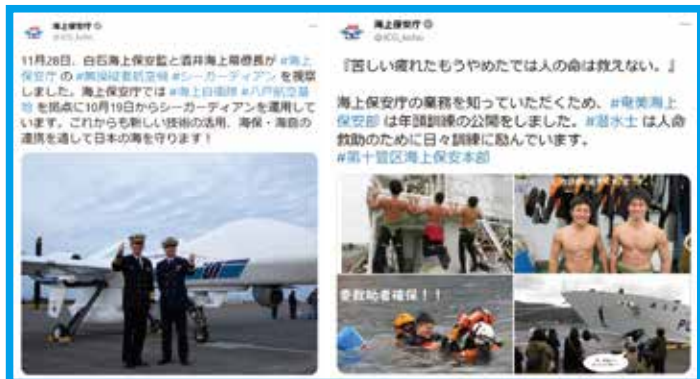 海上保安庁
@JCG_koho
11月28日、白石海上保安監と酒井海上幕僚長が #海上
保安庁 の #無操縦者航空機 #シーガーディアン を視察
しました。海上保安庁では #海上自衛隊 #八戸航空基
地 を拠点に10月19日からシーガーディアンを運用して
います。これからも新しい技術の活用、海保・海自の
連携を通して日本の海を守ります！
海上保安庁
@JCG_koho
『苦しい疲れたもうやめたでは人の命は救えない。』
海上保安庁の業務を知っていただくため、#奄美海上
保安部 は年頭訓練の公開をしました。#潜水士 は人命
救助のために日々訓練に励んでいます。
#第十管区海上保安本部
要救助者確保！！